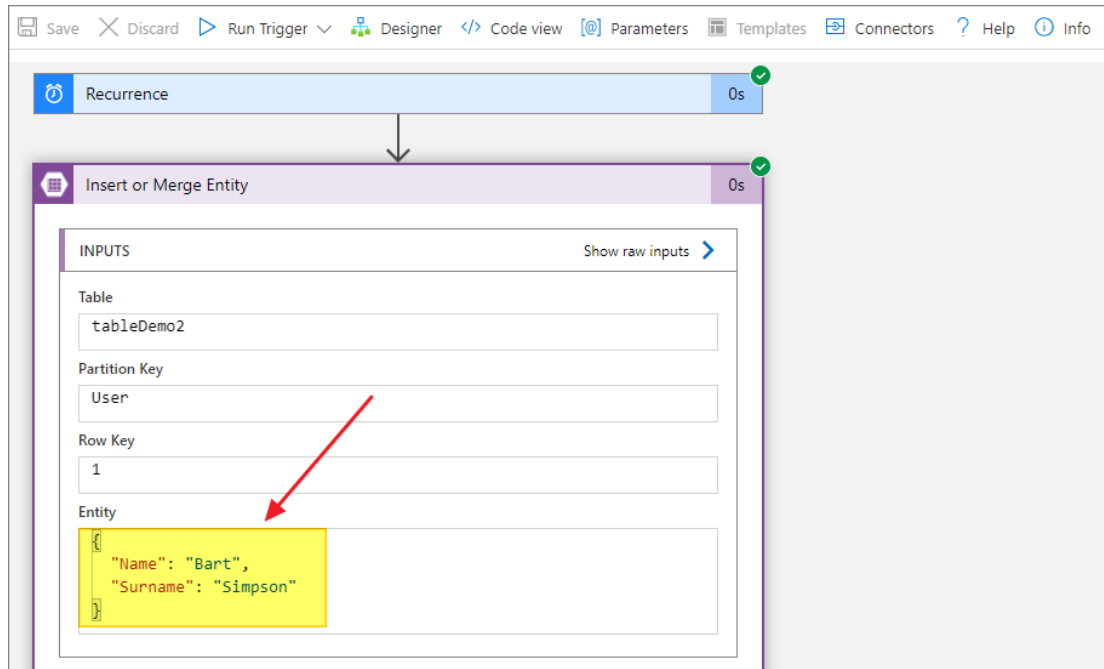 Save Discard Run Trigger Designer </> Code view [@] Parameters Templates Connectors ? Help Info
Recurrence 0s
Insert or Merge Entity 0s
INPUTS Show raw inputs
Table
tableDemo2
Partition Key
User
Row Key
1
Entity
{
"Name": "Bart",
"Surname": "Simpson"
}